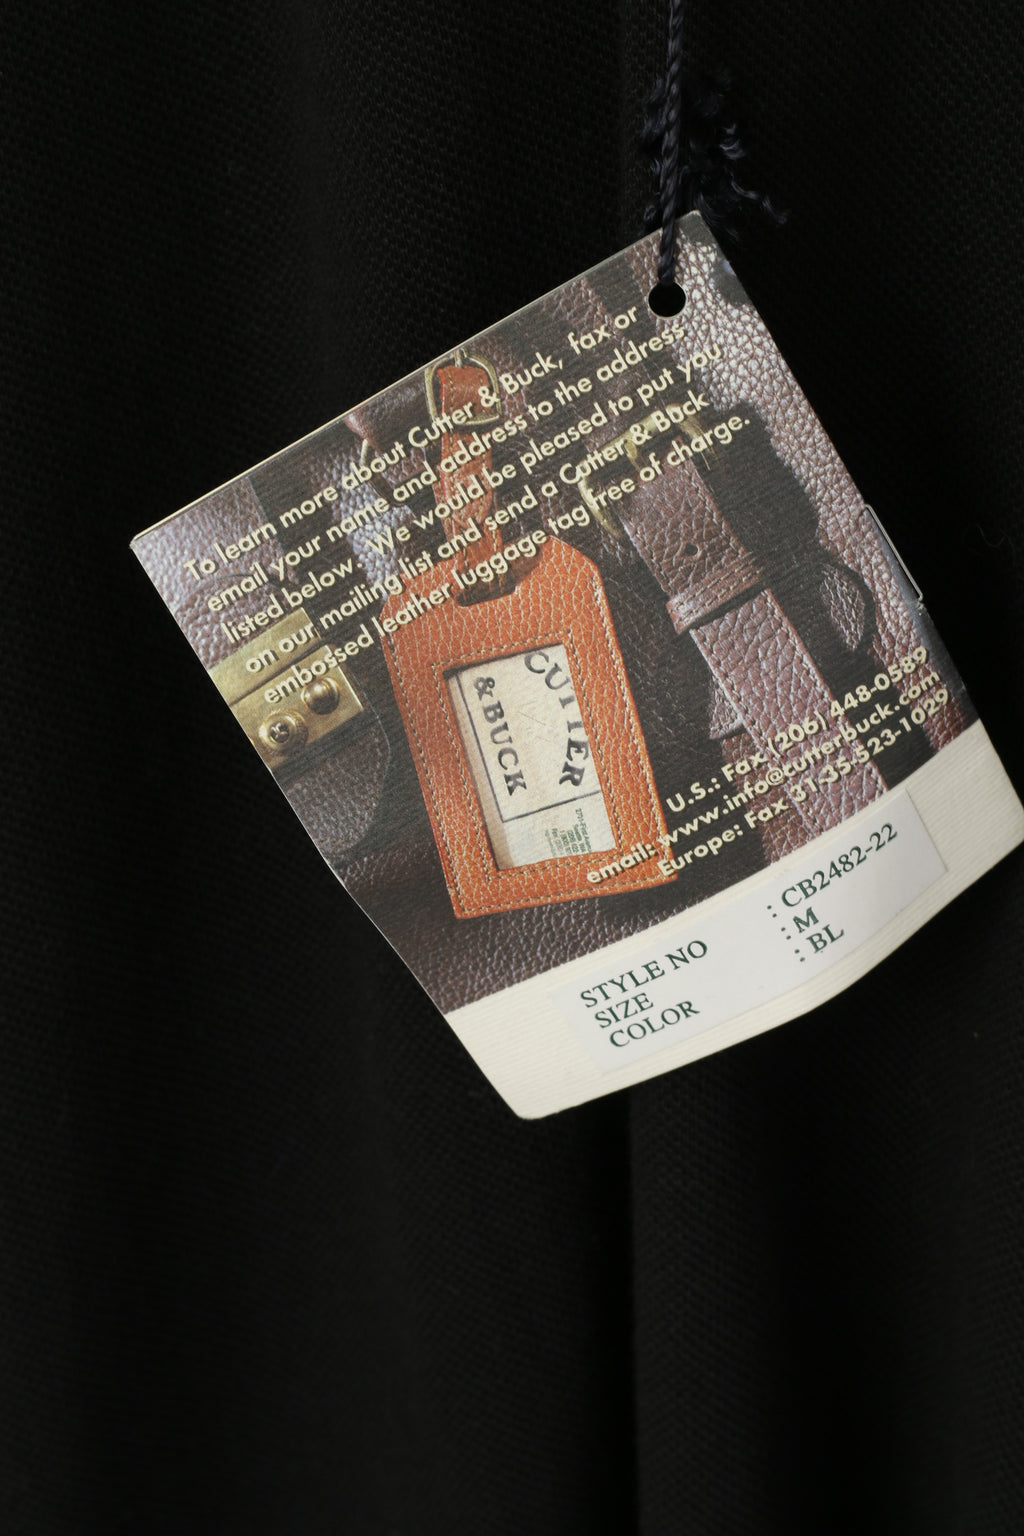 To learn more about Cutter & Buck, fax or
email your name and address to the address
listed below. We would be pleased to put you
on our mailing list and send a Cutter & Buck
embossed leather luggage tag free of charge.
CUTTER
& BUCK
U.S.: Fax (206) 448-0589
email: www.info@cutterbuck.com
Europe: Fax 31-35-523-1029
STYLE NO : CB2482-22
SIZE : M
COLOR : BL